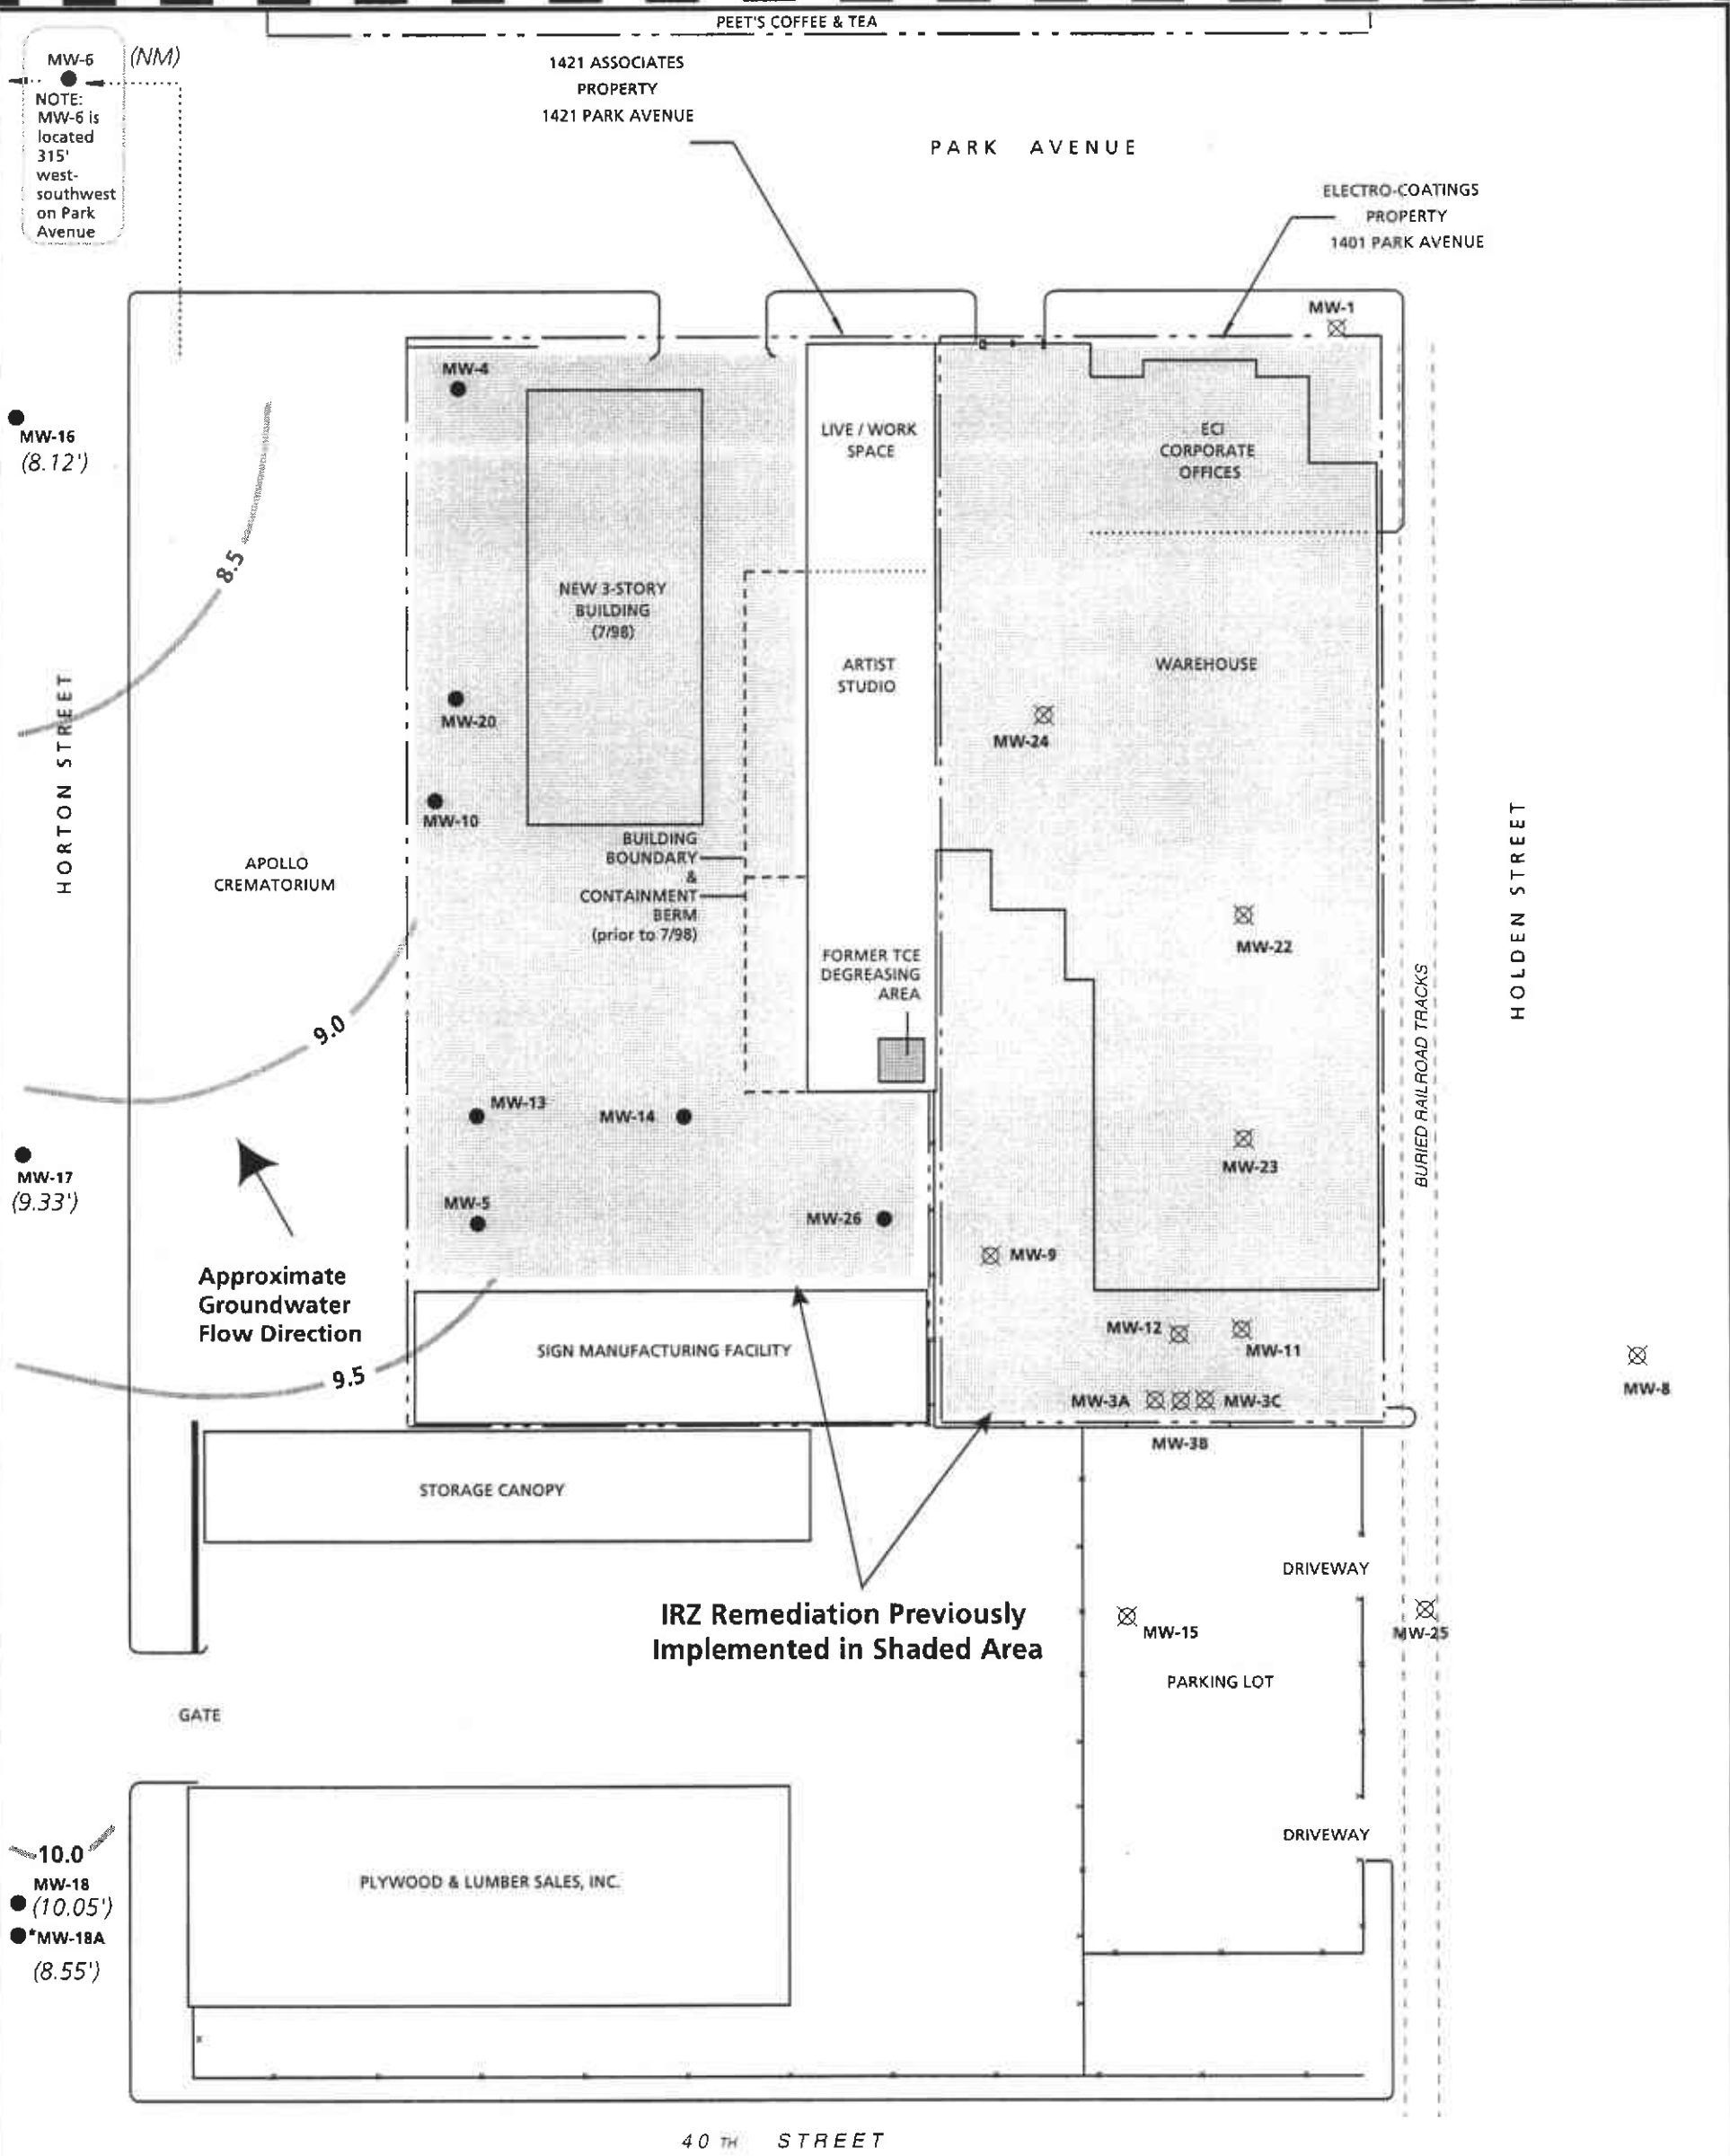 PEET'S COFFEE & TEA
MW-6
(NM)
NOTE:
MW-6 is
located
315'
west-
southwest
on Park
Avenue
1421 ASSOCIATES
PROPERTY
1421 PARK AVENUE
PARK AVENUE
ELECTRO-COATINGS
PROPERTY
1401 PARK AVENUE
MW-1
MW-4
MW-16
(8.12')
LIVE / WORK
SPACE
ECI
CORPORATE
OFFICES
8.5
NEW 3-STORY
BUILDING
(7/98)
ARTIST
STUDIO
WAREHOUSE
HORTON STREET
MW-20
MW-24
MW-10
BUILDING
BOUNDARY
&
CONTAINMENT
BERM
(prior to 7/98)
APOLLO
CREMATORIUM
HOLDEN STREET
MW-22
FORMER TCE
DEGREASING
AREA
BURIED RAILROAD TRACKS
9.0
MW-13
MW-14
MW-23
MW-17
(9.33')
MW-5
MW-26
MW-9
Approximate
Groundwater
Flow Direction
MW-12
MW-11
SIGN MANUFACTURING FACILITY
9.5
MW-8
MW-3A
MW-3C
MW-3B
STORAGE CANOPY
DRIVEWAY
IRZ Remediation Previously
Implemented in Shaded Area
MW-15
MW-25
PARKING LOT
GATE
DRIVEWAY
10.0
MW-18
(10.05')
*MW-18A
(8.55')
PLYWOOD & LUMBER SALES, INC.
40 TH STREET